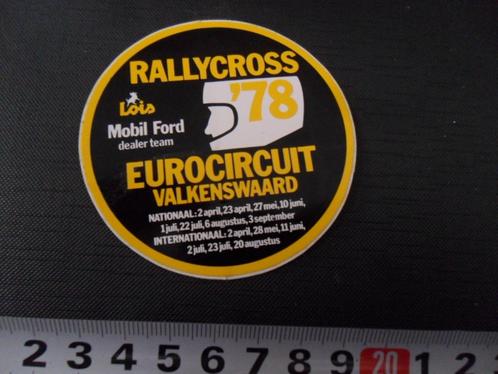 RALLYCROSS
'78
Lois
Mobil Ford
dealer team
EUROCIRCUIT
VALKENSWAARD
NATIONAAL: 2 april, 23 april, 27 mei, 10 juni,
1 juli, 22 juli, 6 augustus, 3 september
INTERNATIONAAL: 2 april, 28 mei, 11 juni,
2 juli, 23 juli, 20 augustus
2 3 4 5 6 7 8 9 20 1 2